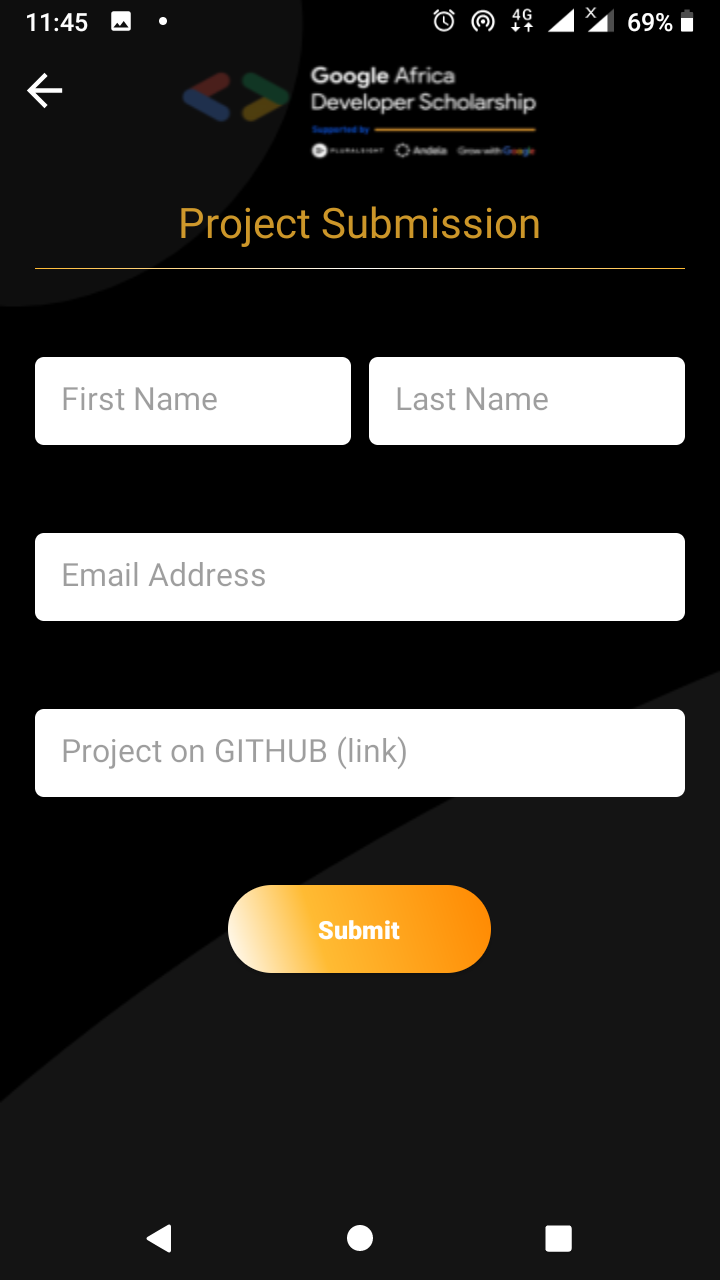 11:45 4G X 69%
Google Africa
Developer Scholarship
Supported by
PLURALSIGHT Andela Grow with Google
Project Submission
First Name Last Name
Email Address
Project on GITHUB (link)
Submit